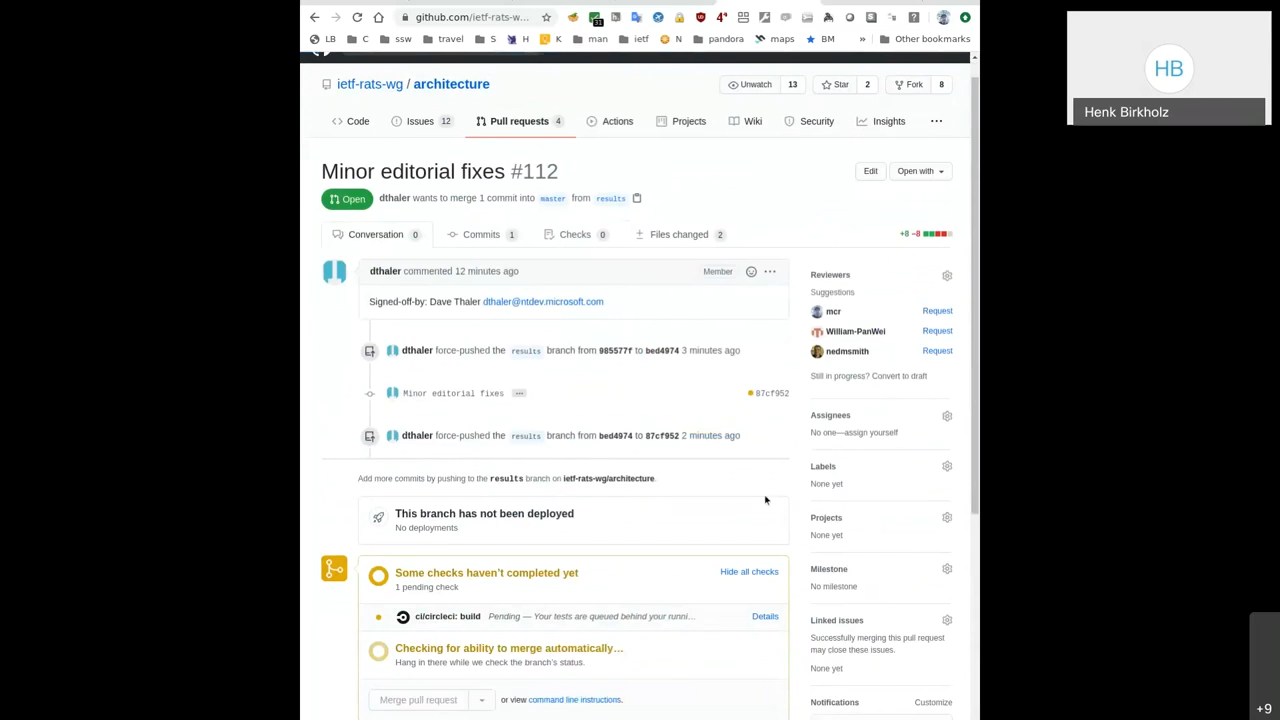 github.com/ietf-rats-w...
31
LB C ssw travel S H K man ietf N pandora maps BM » Other bookmarks
ietf-rats-wg / architecture
Unwatch 13 Star 2 Fork 8
Code Issues 12 Pull requests 4 Actions Projects Wiki Security Insights
Minor editorial fixes #112
Edit Open with
Open dthaler wants to merge 1 commit into master from results
Conversation 0 Commits 1 Checks 0 Files changed 2
+8 −8
dthaler commented 12 minutes ago Member
Signed-off-by: Dave Thaler dthaler@ntdev.microsoft.com
dthaler force-pushed the results branch from 985577f to bed4974 3 minutes ago
Minor editorial fixes ... 87cf952
dthaler force-pushed the results branch from bed4974 to 87cf952 2 minutes ago
Add more commits by pushing to the results branch on ietf-rats-wg/architecture.
This branch has not been deployed
No deployments
Some checks haven't completed yet
Hide all checks
1 pending check
ci/circleci: build Pending — Your tests are queued behind your runni... Details
Checking for ability to merge automatically...
Hang in there while we check the branch's status.
Merge pull request or view command line instructions.
Reviewers
Suggestions
mcr Request
William-PanWei Request
nedmsmith Request
Still in progress? Convert to draft
Assignees
No one—assign yourself
Labels
None yet
Projects
None yet
Milestone
No milestone
Linked issues
Successfully merging this pull request
may close these issues.
None yet
Notifications Customize
HB
Henk Birkholz
+9